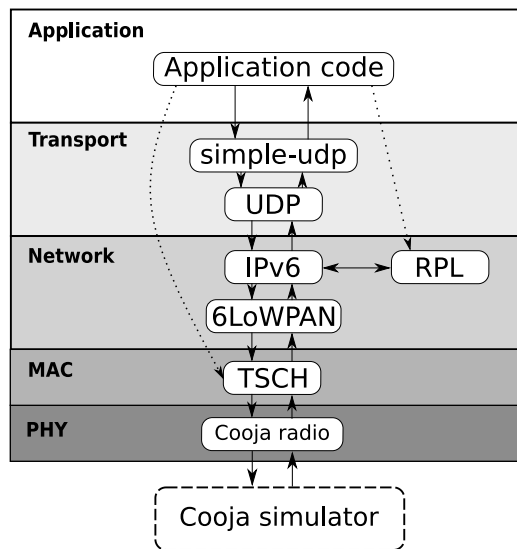 Application
Application code
Transport
simple-udp
UDP
Network
IPv6
RPL
6LoWPAN
MAC
TSCH
PHY
Cooja radio
Cooja simulator